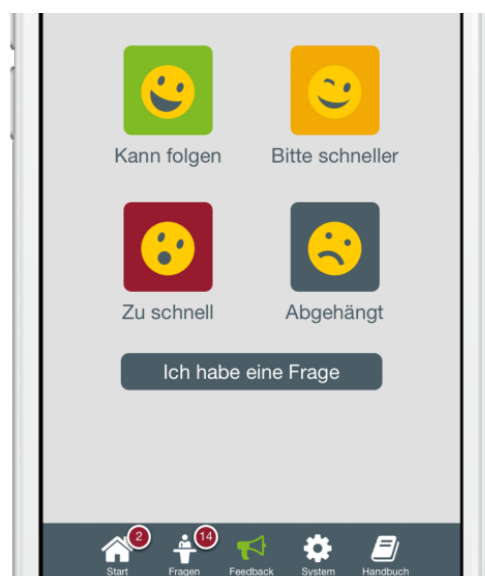 Kann folgen
Bitte schneller
Zu schnell
Abgehängt
Ich habe eine Frage
2
14
Start
Fragen
Feedback
System
Handbuch